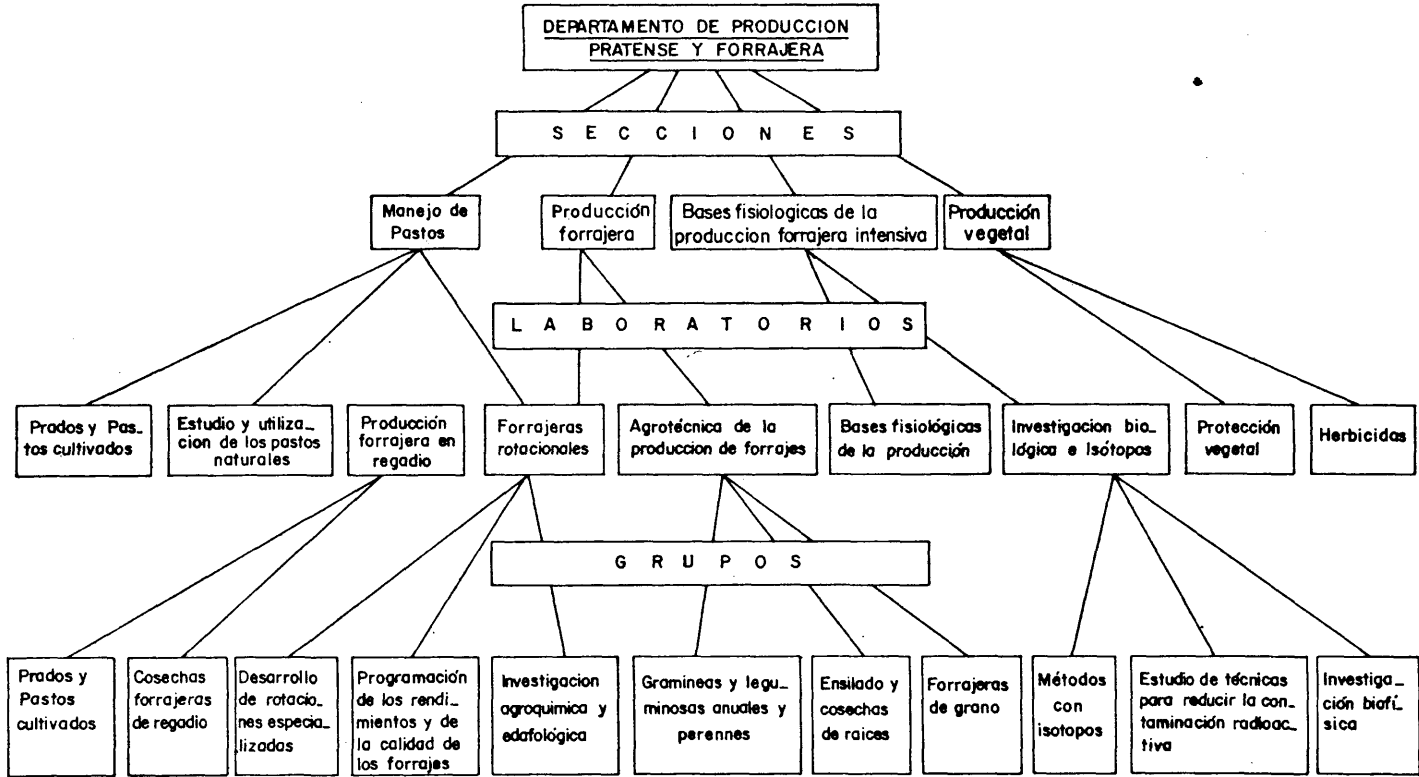 DEPARTAMENTO DE PRODUCCION
PRATENSE Y FORRAJERA
S E C C I O N E S
Manejo de
Pastos
Producción
forrajera
Bases fisiologicas de la
produccion forrajera intensiva
Producción
vegetal
L A B O R A T O R I O S
Prados y Pas_
tos cultivados
Estudio y utiliza_
cion de los pastos
naturales
Producción
forrajera en
regadio
Forrajeras
rotacionales
Agrotécnica de la
produccion de forrajes
Bases fisiológicas
de la producción
Investigacion bio_
lógica e Isótopos
Protección
vegetal
Herbicidas
G R U P O S
Prados y
Pastos
cultivados
Cosechas
forrajeras
de regadio
Desarrollo
de rotacio_
nes especia_
lizadas
Programación
de los rendi_
mientos y de
la calidad de
los forrajes
Investigacion
agroquimica y
edafológica
Gramineas y legu_
minosas anuales y
perennes
Ensilado y
cosechas
de raices
Forrajeras
de grano
Métodos
con
isotopos
Estudio de técnicas
para reducir la con_
taminación radioac_
tiva
Investiga_
ción biofí_
sica